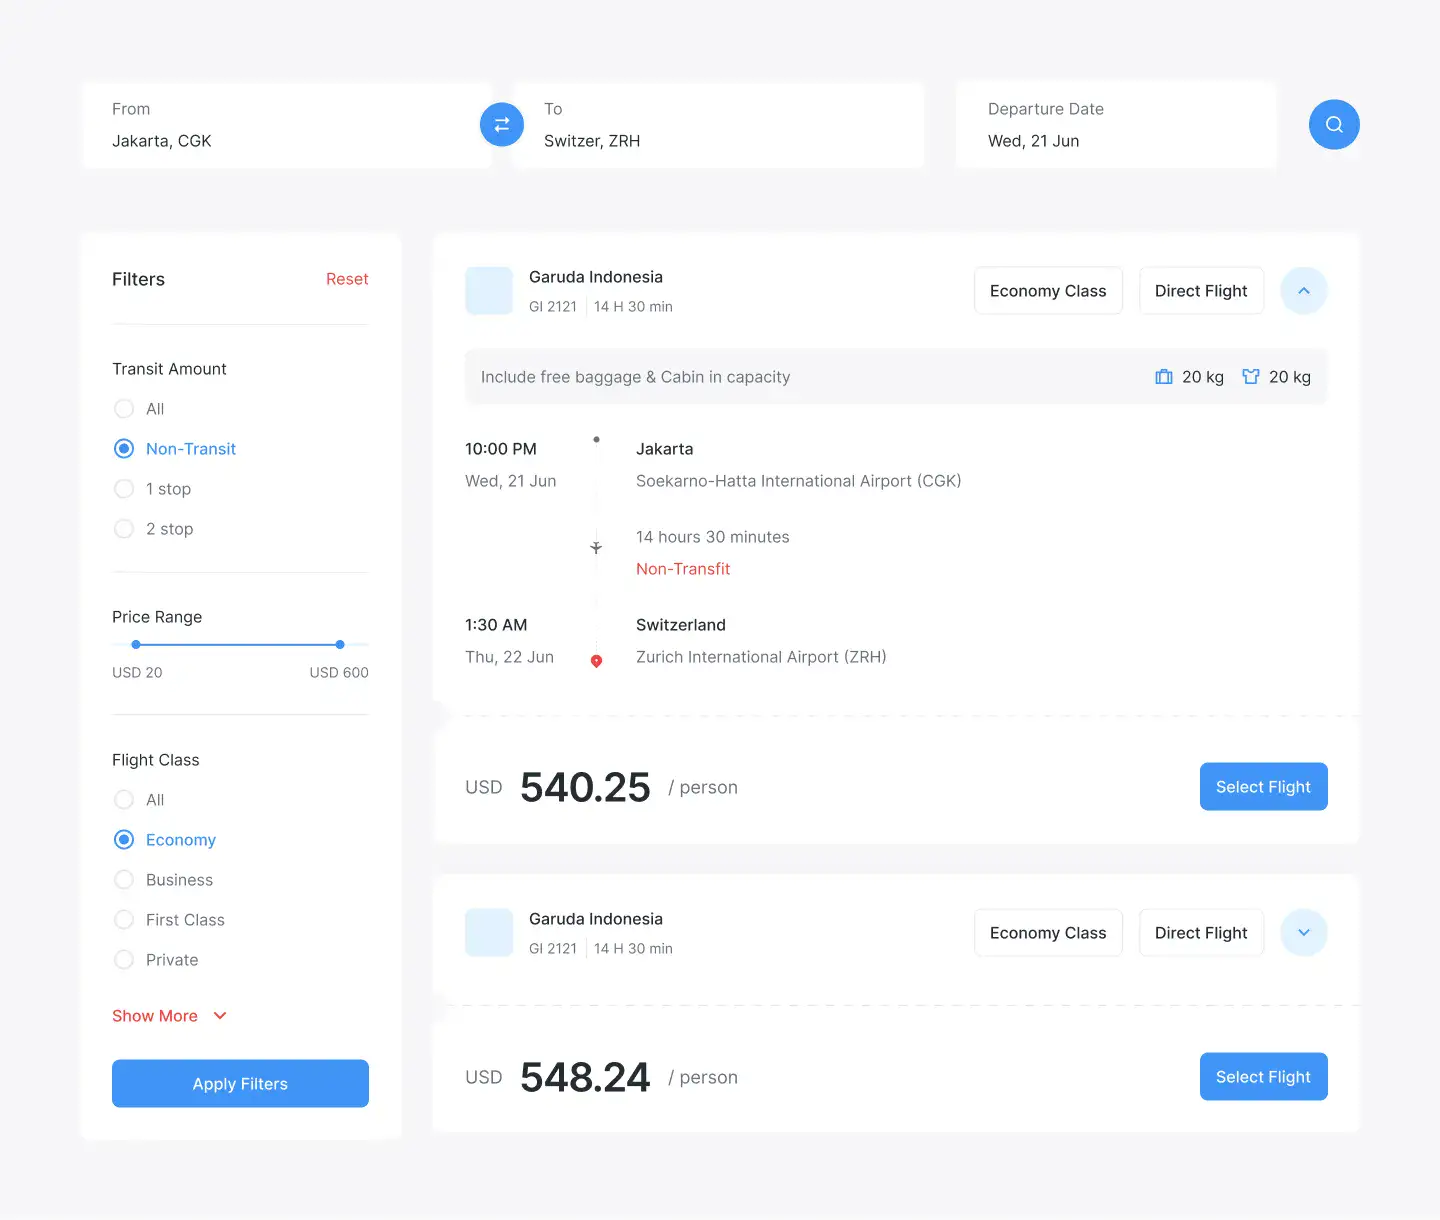 From
Jakarta, CGK
To
Switzer, ZRH
Departure Date
Wed, 21 Jun
Filters
Reset
Transit Amount
All
Non-Transit
1 stop
2 stop
Price Range
USD 20
USD 600
Flight Class
All
Economy
Business
First Class
Private
Show More
Apply Filters
Garuda Indonesia
GI 2121
14 H 30 min
Economy Class
Direct Flight
Include free baggage & Cabin in capacity
20 kg
20 kg
10:00 PM
Wed, 21 Jun
Jakarta
Soekarno-Hatta International Airport (CGK)
14 hours 30 minutes
Non-Transfit
1:30 AM
Thu, 22 Jun
Switzerland
Zurich International Airport (ZRH)
USD 540.25 / person
Select Flight
Garuda Indonesia
GI 2121
14 H 30 min
Economy Class
Direct Flight
USD 548.24 / person
Select Flight